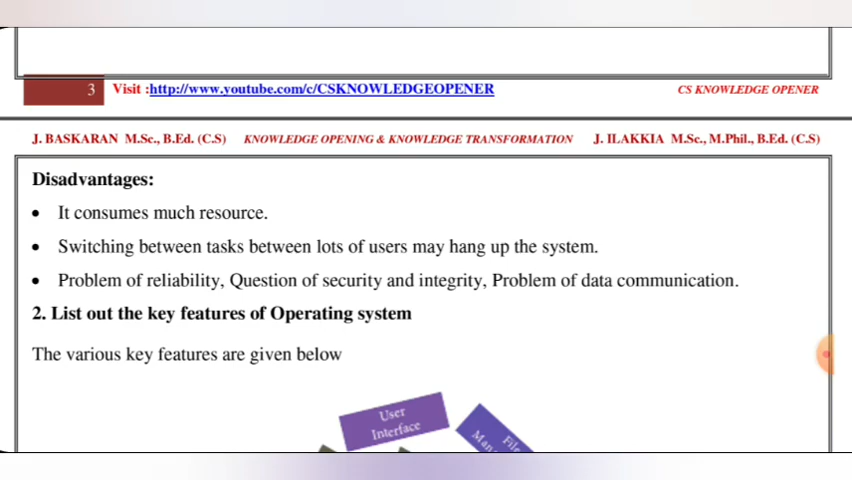 3 Visit :http://www.youtube.com/c/CSKNOWLEDGEOPENER CS KNOWLEDGE OPENER
J. BASKARAN M.Sc., B.Ed. (C.S) KNOWLEDGE OPENING & KNOWLEDGE TRANSFORMATION J. ILAKKIA M.Sc., M.Phil., B.Ed. (C.S)
Disadvantages:
• It consumes much resource.
• Switching between tasks between lots of users may hang up the system.
• Problem of reliability, Question of security and integrity, Problem of data communication.
2. List out the key features of Operating system
The various key features are given below
User
Interface
File